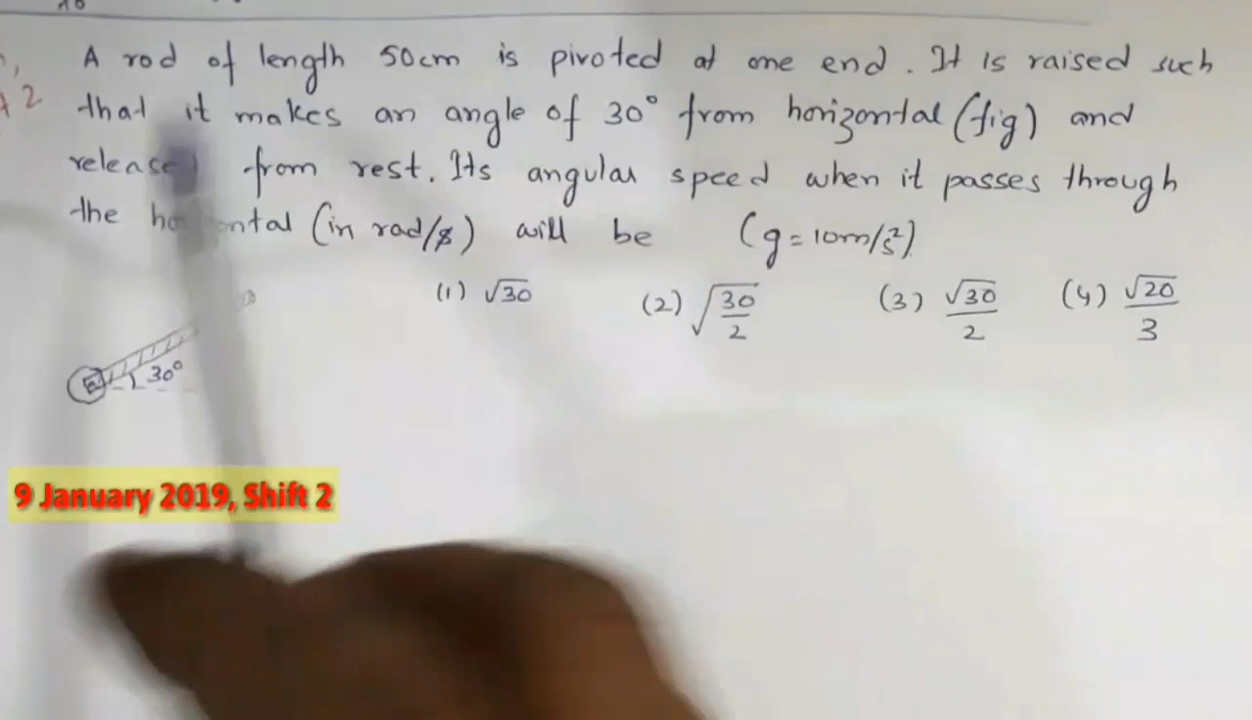 A rod of length 50cm is pivoted at one end. It is raised such
that it makes an angle of 30° from horizontal (fig) and
from rest. Its angular speed when it passes through
the (in rad/s) will be (g = 10m/s²).
(1) √30 (2) √30/2 (3) √30/2 (4) √20/3
30°
9 January 2019, Shift 2